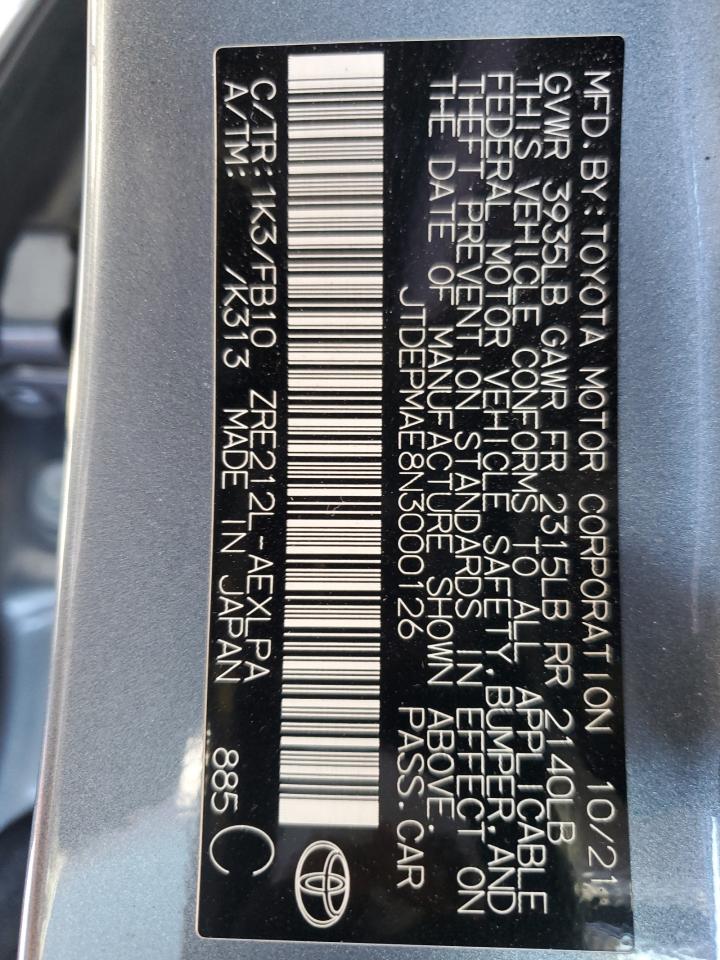 MFD. BY: TOYOTA MOTOR CORPORATION 10/21
GVWR 3935LB GAWR FR 2315LB RR 2140LB
THIS VEHICLE CONFORMS TO ALL APPLICABLE
FEDERAL MOTOR VEHICLE SAFETY, BUMPER, AND
THEFT PREVENTION STANDARDS IN EFFECT ON
THE DATE OF MANUFACTURE SHOWN ABOVE.
JTDEPMAE8N3000126 PASS. CAR
C/TR: 1K3/FB10 ZRE212L-AEXLPA 885
A/TM: /K313 MADE IN JAPAN C